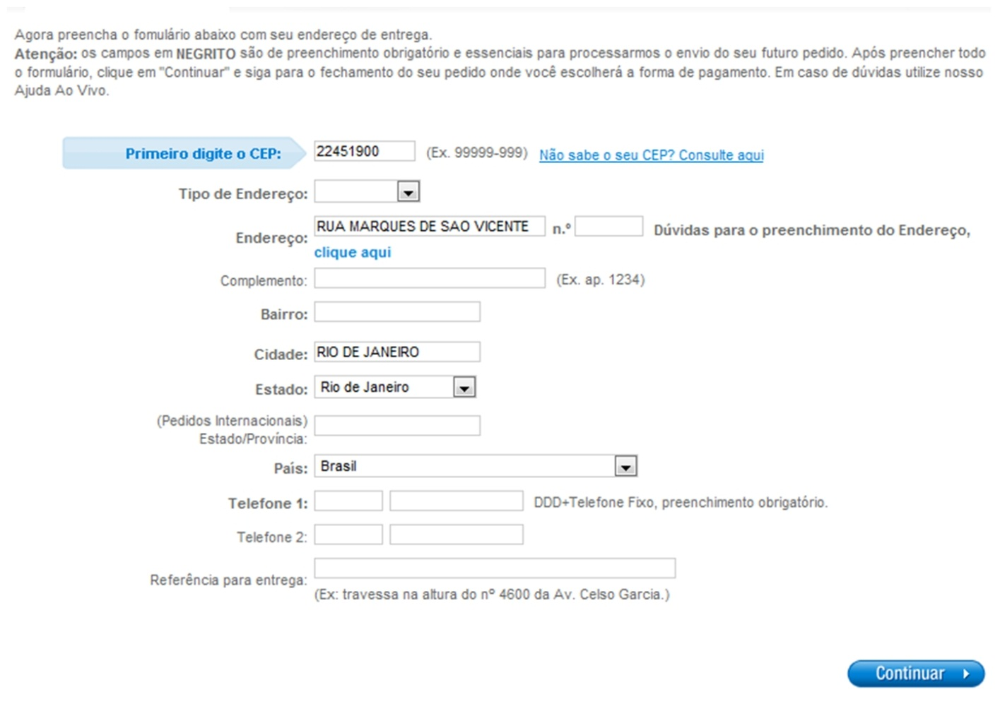 Agora preencha o fomulário abaixo com seu endereço de entrega.
Atenção: os campos em NEGRITO são de preenchimento obrigatório e essenciais para processarmos o envio do seu futuro pedido. Após preencher todo
o formulário, clique em "Continuar" e siga para o fechamento do seu pedido onde você escolherá a forma de pagamento. Em caso de dúvidas utilize nosso
Ajuda Ao Vivo.
Primeiro digite o CEP: 22451900 (Ex. 99999-999) Não sabe o seu CEP? Consulte aqui
Tipo de Endereço:
Endereço: RUA MARQUES DE SAO VICENTE n.º Dúvidas para o preenchimento do Endereço,
clique aqui
Complemento: (Ex. ap. 1234)
Bairro:
Cidade: RIO DE JANEIRO
Estado: Rio de Janeiro
(Pedidos Internacionais)
Estado/Província:
País: Brasil
Telefone 1: DDD+Telefone Fixo, preenchimento obrigatório.
Telefone 2:
Referência para entrega:
(Ex: travessa na altura do nº 4600 da Av. Celso Garcia.)
Continuar